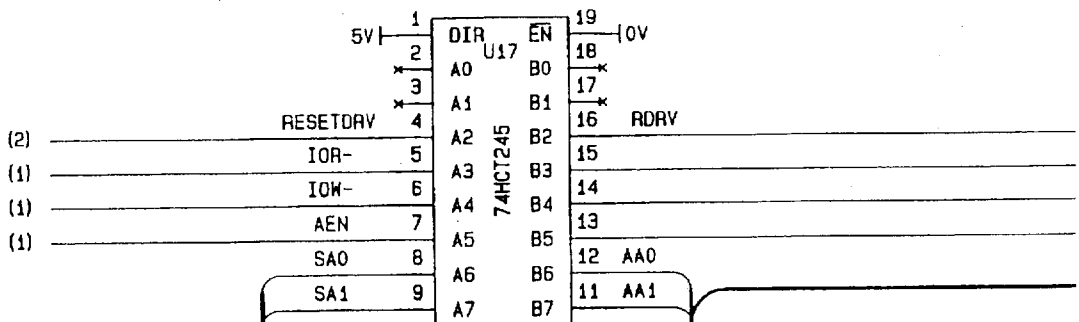 1 19
5V DIR EN 0V
2 U17 18
A0 B0
3 17
A1 B1
RESETDRV 4 16 RDRV
(2) A2 B2
IOR- 5 15
(1) A3 B3
IOW- 6 14
(1) A4 B4
AEN 7 13
(1) A5 B5
SA0 8 12 AA0
A6 B6
SA1 9 11 AA1
A7 B7
74HCT245